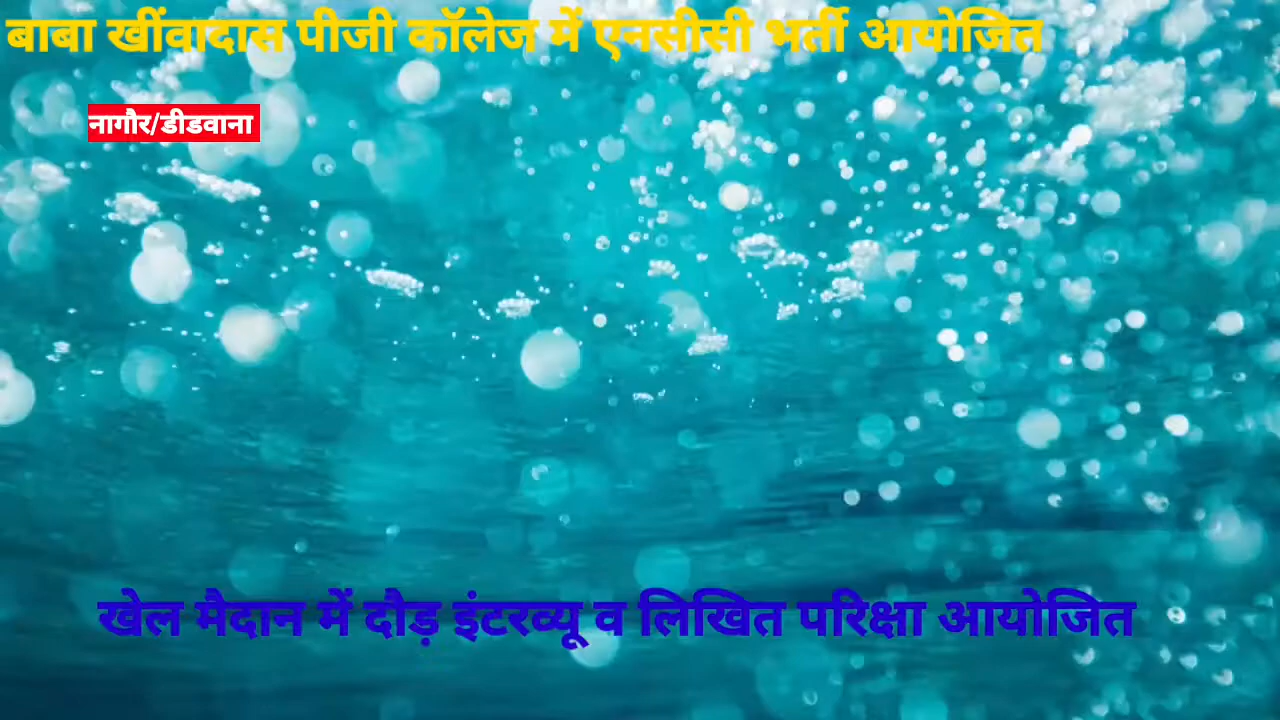 बाबा खींवादास पीजी कॉलेज में एनसीसी भर्ती आयोजित
नागौर/डीडवाना
खेल मैदान में दौड़ इंटरव्यू व लिखित परिक्षा आयोजित